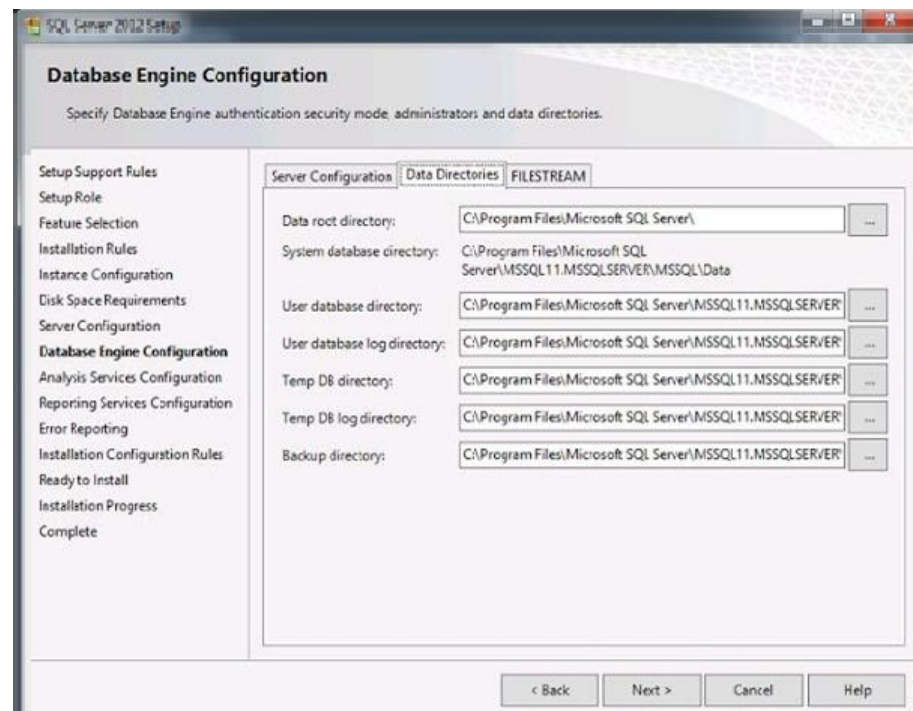 SQL Server 2012 Setup
Database Engine Configuration
Specify Database Engine authentication security mode, administrators and data directories.
Setup Support Rules
Setup Role
Feature Selection
Installation Rules
Instance Configuration
Disk Space Requirements
Server Configuration
Database Engine Configuration
Analysis Services Configuration
Reporting Services Configuration
Error Reporting
Installation Configuration Rules
Ready to Install
Installation Progress
Complete
Server Configuration Data Directories FILESTREAM
Data root directory: C:\Program Files\Microsoft SQL Server\ ...
System database directory: C:\Program Files\Microsoft SQL
Server\MSSQL11.MSSQLSERVER\MSSQL\Data
User database directory: C:\Program Files\Microsoft SQL Server\MSSQL11.MSSQLSERVER\ ...
User database log directory: C:\Program Files\Microsoft SQL Server\MSSQL11.MSSQLSERVER\ ...
Temp DB directory: C:\Program Files\Microsoft SQL Server\MSSQL11.MSSQLSERVER\ ...
Temp DB log directory: C:\Program Files\Microsoft SQL Server\MSSQL11.MSSQLSERVER\ ...
Backup directory: C:\Program Files\Microsoft SQL Server\MSSQL11.MSSQLSERVER\ ...
< Back Next > Cancel Help